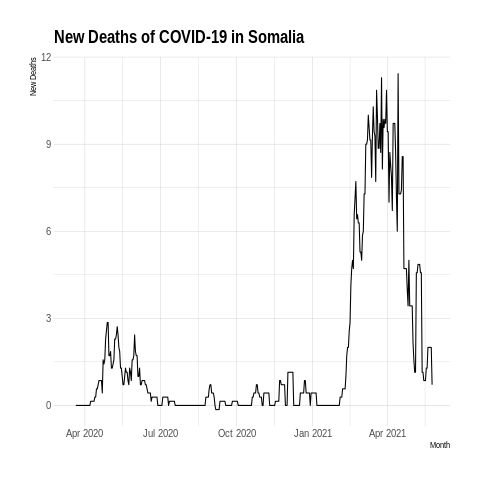 New Deaths of COVID-19 in Somalia
New Deaths
12
9
6
3
0
Apr 2020 Jul 2020 Oct 2020 Jan 2021 Apr 2021
Month